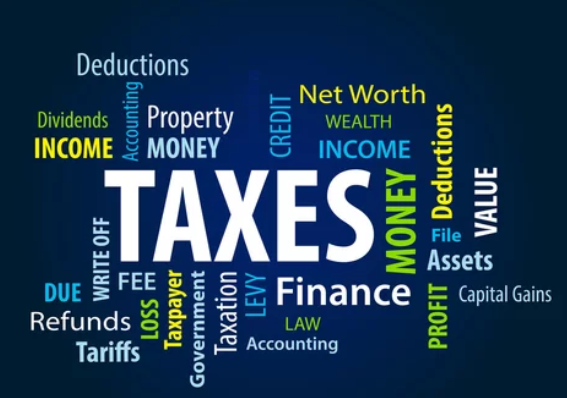 Deductions
Net Worth
Dividends
Accounting
Property
CREDIT
WEALTH
INCOME
MONEY
INCOME
Deductions
VALUE
TAXES
MONEY
File
Assets
WRITE OFF
DUE
FEE
LOSS
Taxpayer
Government
Taxation
LEVY
Finance
PROFIT
Capital Gains
Refunds
LAW
Tariffs
Accounting